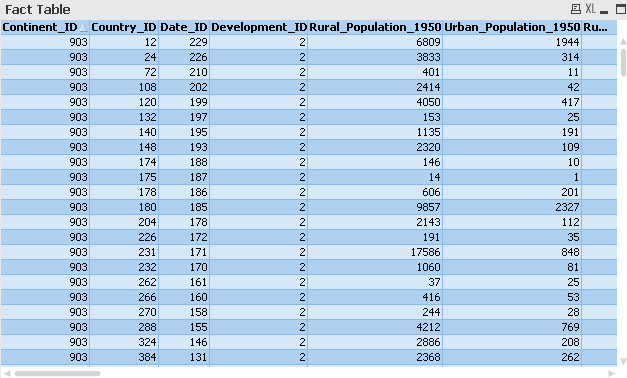 Fact Table XL
Continent_ID Country_ID Date_ID Development_ID Rural_Population_1950 Urban_Population_1950 Ru...
903 12 229 2 6809 1944
903 24 226 2 3833 314
903 72 210 2 401 11
903 108 202 2 2414 42
903 120 199 2 4050 417
903 132 197 2 153 25
903 140 195 2 1135 191
903 148 193 2 2320 109
903 174 188 2 146 10
903 175 187 2 14 1
903 178 186 2 606 201
903 180 185 2 9857 2327
903 204 178 2 2143 112
903 226 172 2 191 35
903 231 171 2 17586 848
903 232 170 2 1060 81
903 262 161 2 37 25
903 266 160 2 416 53
903 270 158 2 244 28
903 288 155 2 4212 769
903 324 146 2 2886 208
903 384 131 2 2368 262